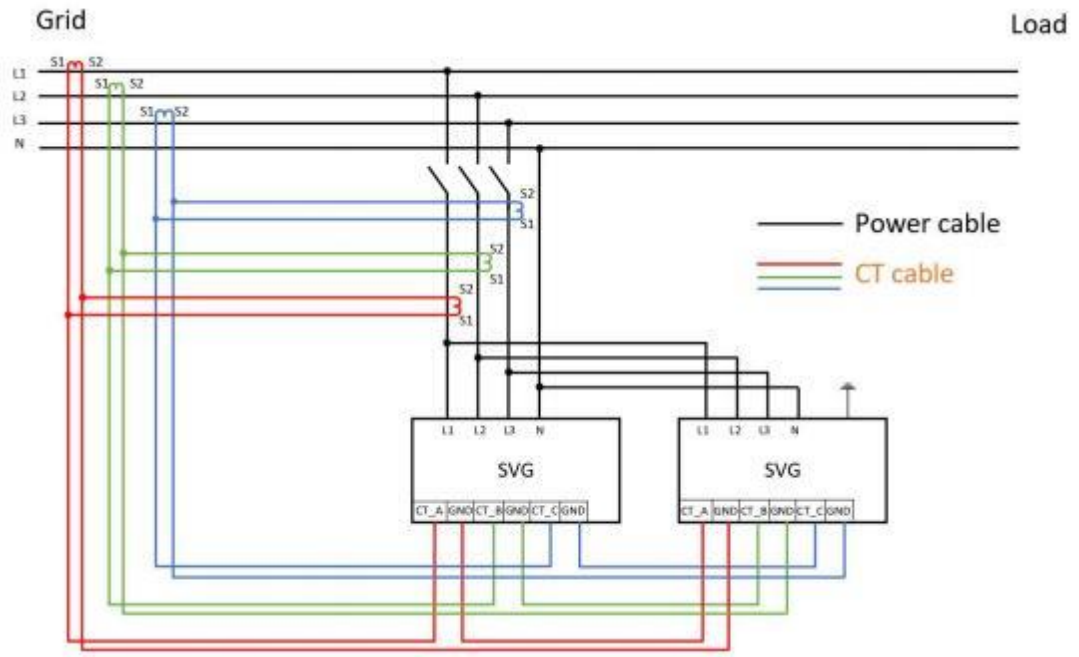 Grid
Load
S1 S2
L1
S1 S2
L2
S1 S2
L3
N
S2
S1
Power cable
S2
S1
CT cable
S2
S1
L1 L2 L3 N
L1 L2 L3 N
SVG
SVG
CT_A GND CT_B GND CT_C GND
CT_A GND CT_B GND CT_C GND